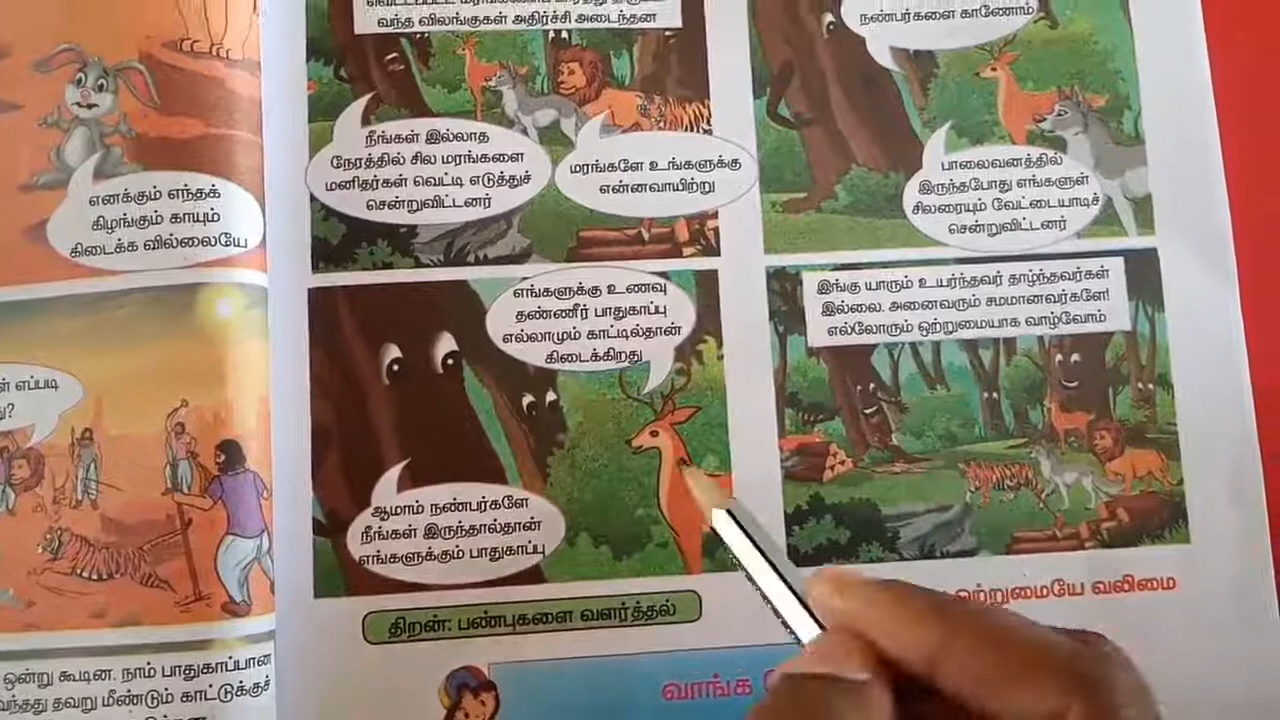 எனக்கும் எந்தக்
கிழங்கும் காயும்
கிடைக்க வில்லையே
எப்படி
ஒன்று கூடின. நாம் பாதுகாப்பான
தவறு மீண்டும் காட்டுக்குச்
வந்த விலங்குகள் அதிர்ச்சி அடைந்தன
நீங்கள் இல்லாத
நேரத்தில் சில மரங்களை
மனிதர்கள் வெட்டி எடுத்துச்
சென்றுவிட்டனர்
மரங்களே உங்களுக்கு
என்னவாயிற்று
நண்பர்களை காணோம்
பாலைவனத்தில்
இருந்தபோது எங்களுள்
சிலரையும் வேட்டையாடிச்
சென்றுவிட்டனர்
எங்களுக்கு உணவு
தண்ணீர் பாதுகாப்பு
எல்லாமும் காட்டில்தான்
கிடைக்கிறது
ஆமாம் நண்பர்களே
நீங்கள் இருந்தால்தான்
எங்களுக்கும் பாதுகாப்பு
இங்கு யாரும் உயர்ந்தவர் தாழ்ந்தவர்கள்
இல்லை. அனைவரும் சமமானவர்களே!
எல்லோரும் ஒற்றுமையாக வாழ்வோம்
திறன்: பண்புகளை வளர்த்தல்
ஒற்றுமையே வலிமை
வாங்க